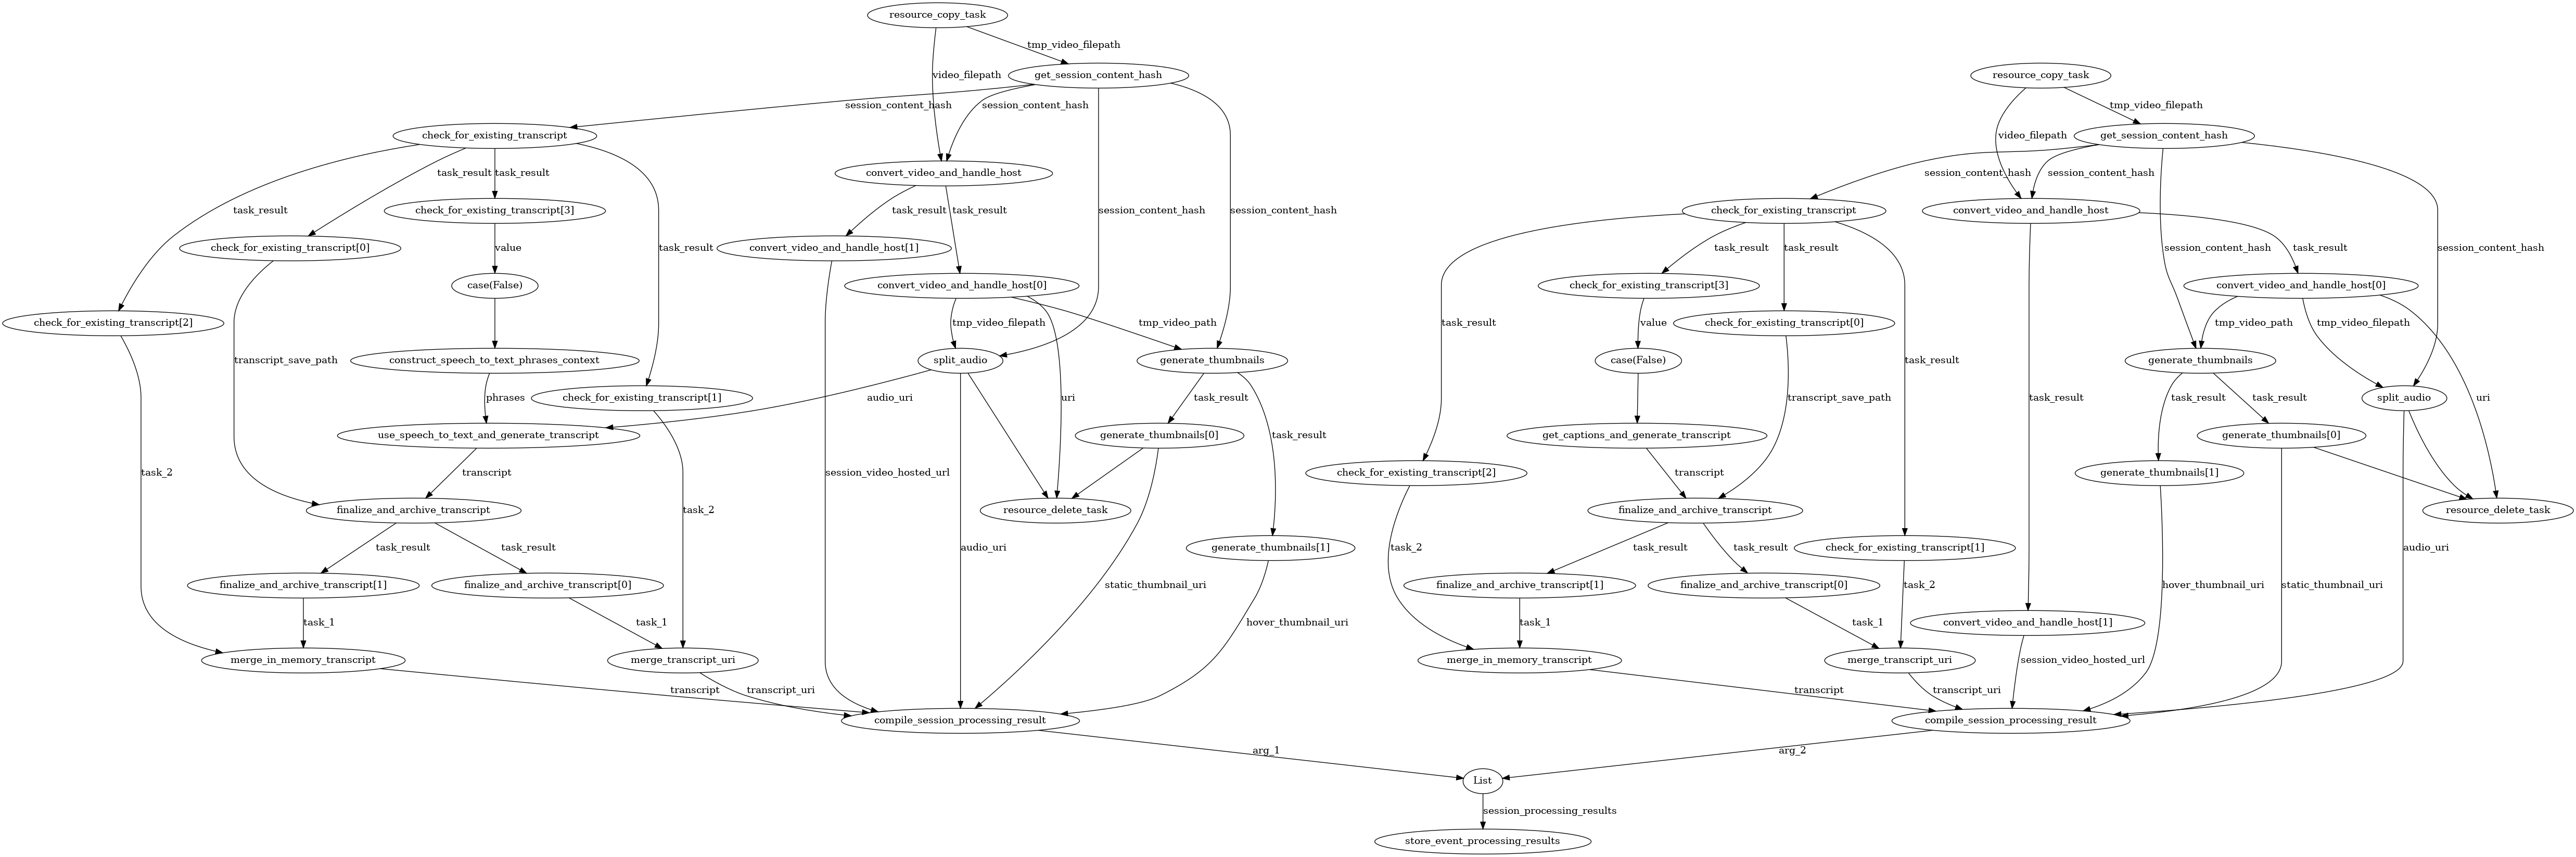 resource_copy_task
tmp_video_filepath
video_filepath
get_session_content_hash
resource_copy_task
session_content_hash
session_content_hash
tmp_video_filepath
check_for_existing_transcript
video_filepath
get_session_content_hash
convert_video_and_handle_host
task_result
task_result
session_content_hash
session_content_hash
task_result
check_for_existing_transcript[3]
task_result
task_result
session_content_hash
session_content_hash
check_for_existing_transcript
convert_video_and_handle_host
check_for_existing_transcript[0]
value
task_result
convert_video_and_handle_host[1]
task_result
task_result
session_content_hash
task_result
session_content_hash
case(False)
convert_video_and_handle_host[0]
check_for_existing_transcript[3]
convert_video_and_handle_host[0]
check_for_existing_transcript[2]
tmp_video_filepath
tmp_video_path
task_result
value
check_for_existing_transcript[0]
tmp_video_path
tmp_video_filepath
transcript_save_path
construct_speech_to_text_phrases_context
split_audio
generate_thumbnails
case(False)
task_result
generate_thumbnails
phrases
check_for_existing_transcript[1]
audio_uri
uri
task_result
transcript_save_path
task_result
task_result
split_audio
uri
use_speech_to_text_and_generate_transcript
generate_thumbnails[0]
task_result
get_captions_and_generate_transcript
task_result
generate_thumbnails[0]
task_2
transcript
session_video_hosted_url
check_for_existing_transcript[2]
transcript
generate_thumbnails[1]
finalize_and_archive_transcript
task_2
resource_delete_task
finalize_and_archive_transcript
resource_delete_task
task_result
task_result
audio_uri
generate_thumbnails[1]
task_2
task_result
task_result
check_for_existing_transcript[1]
audio_uri
finalize_and_archive_transcript[1]
finalize_and_archive_transcript[0]
static_thumbnail_uri
finalize_and_archive_transcript[1]
finalize_and_archive_transcript[0]
task_2
hover_thumbnail_uri
static_thumbnail_uri
task_1
task_1
hover_thumbnail_uri
task_1
task_1
convert_video_and_handle_host[1]
merge_in_memory_transcript
merge_transcript_uri
merge_in_memory_transcript
merge_transcript_uri
session_video_hosted_url
transcript
transcript_uri
transcript
transcript_uri
compile_session_processing_result
compile_session_processing_result
arg_1
arg_2
List
session_processing_results
store_event_processing_results